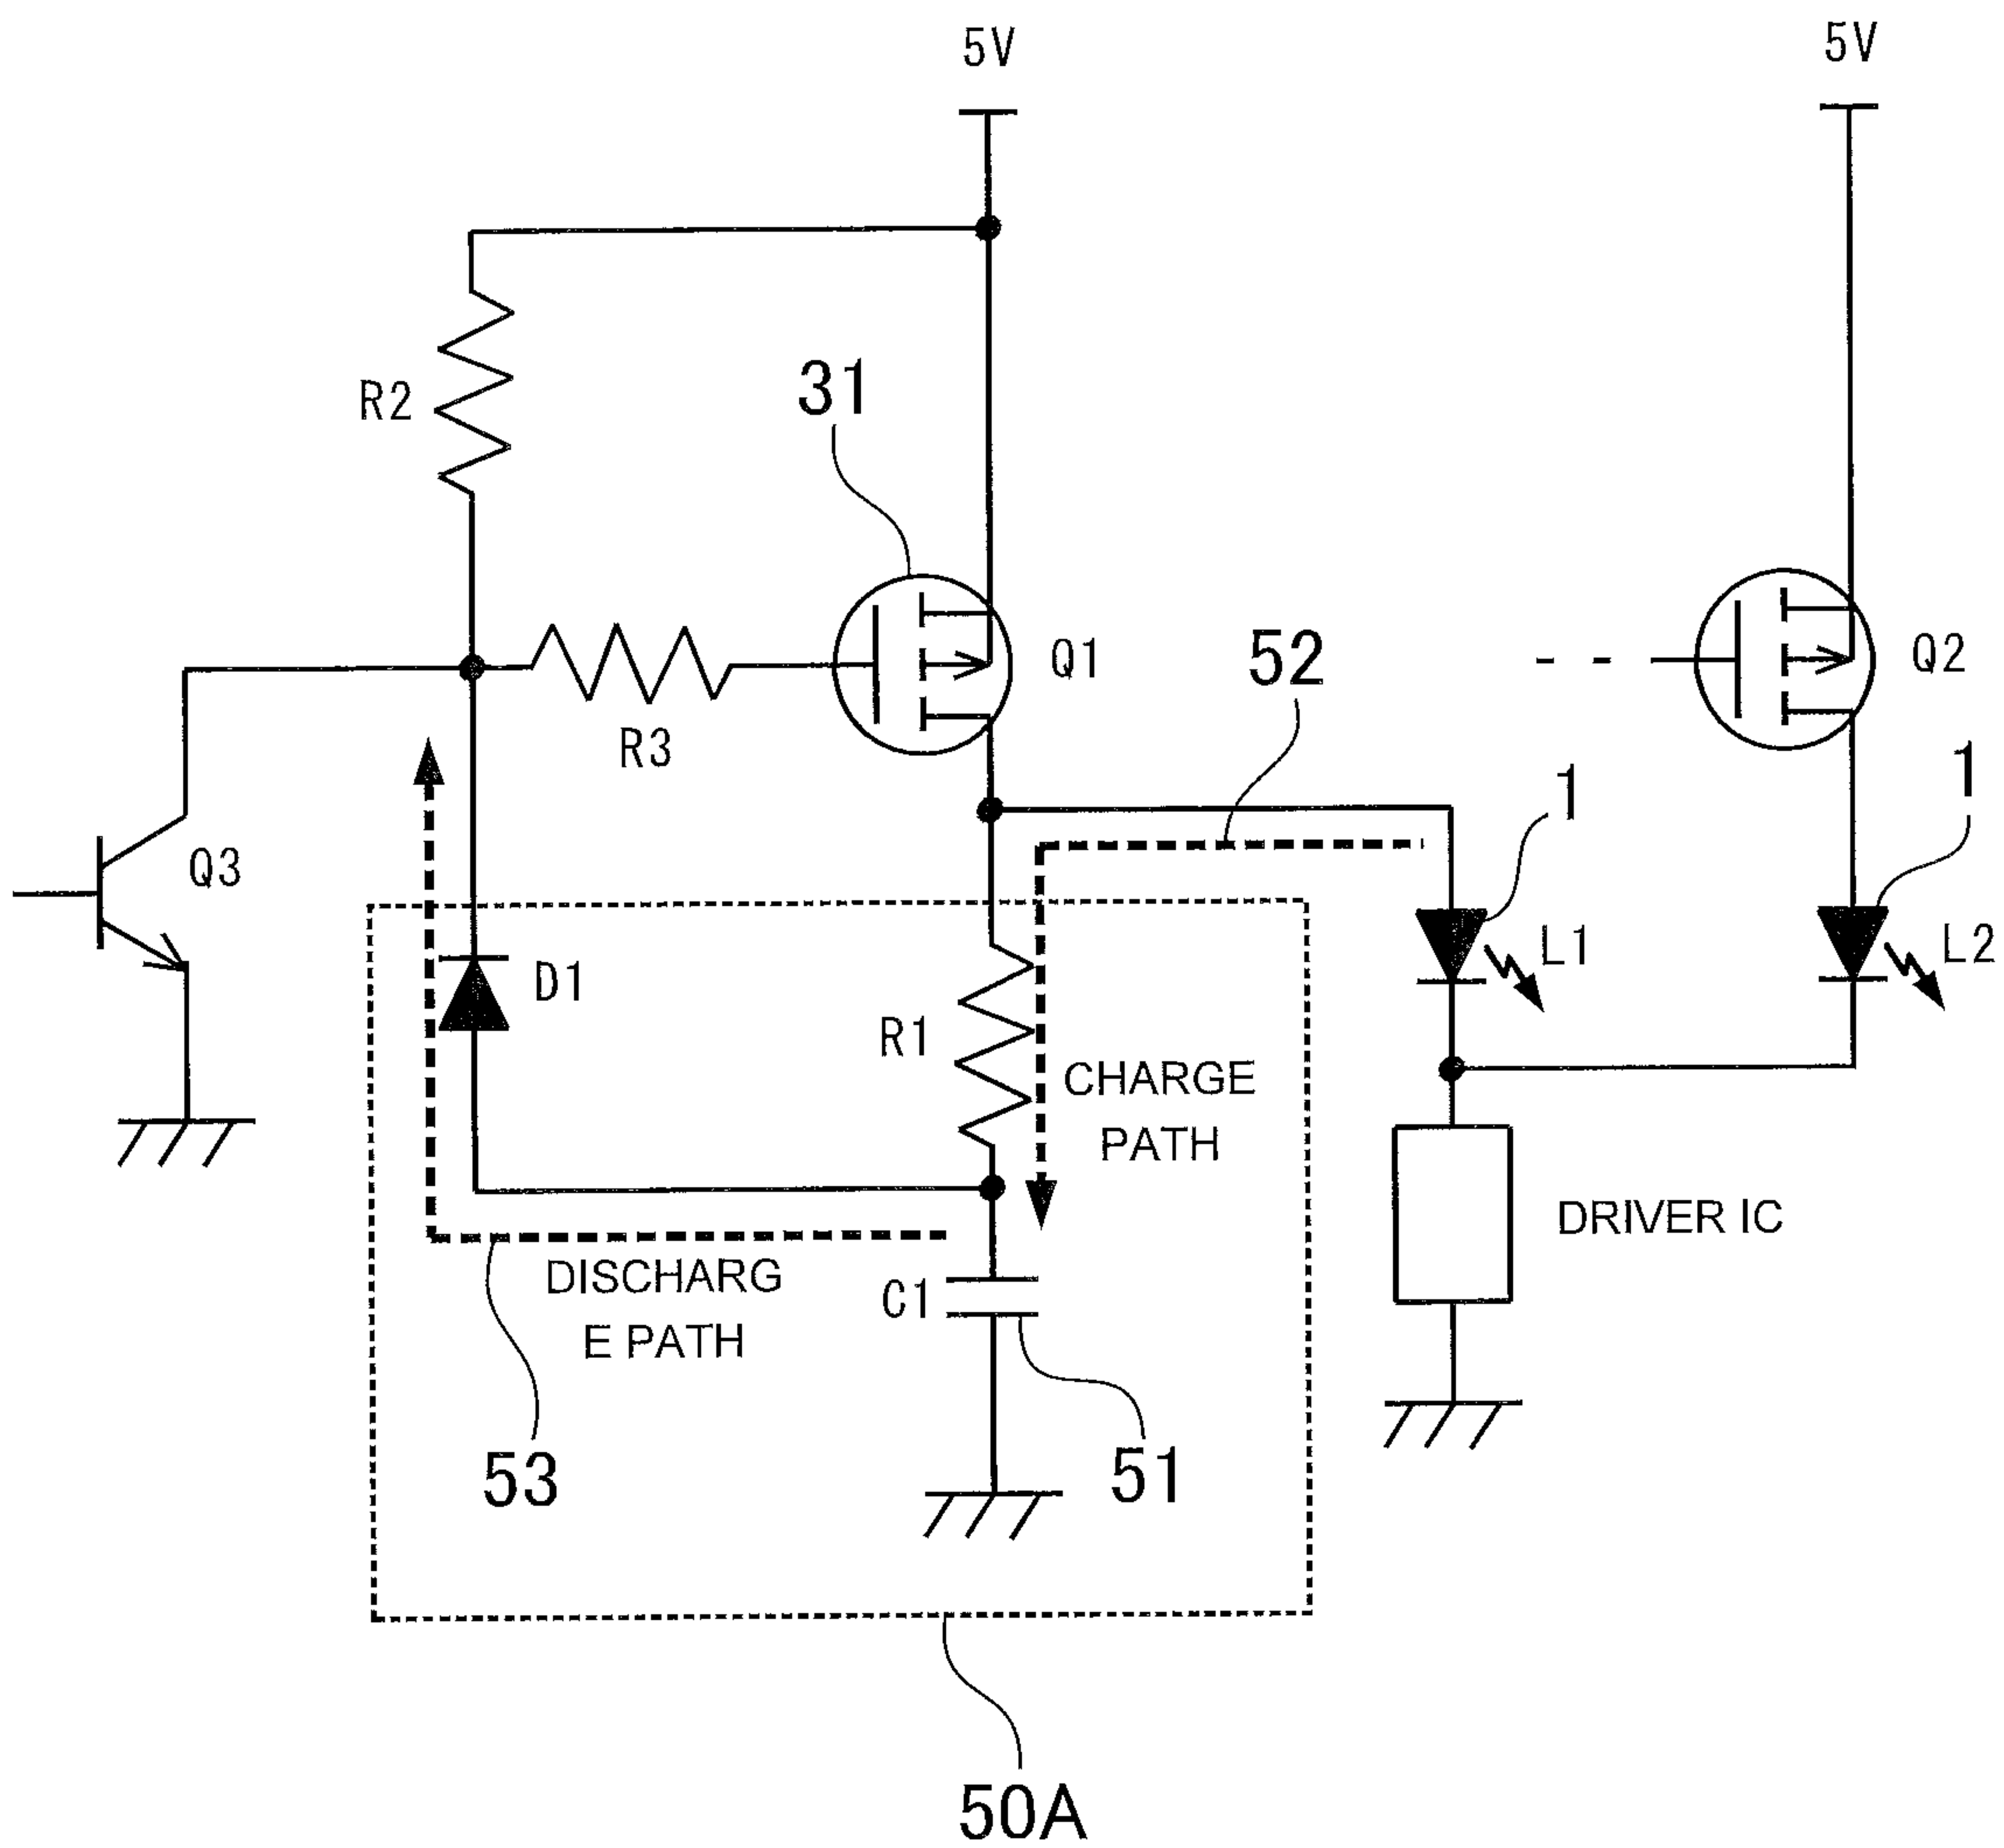 5V
5V
31
R2
52
Q1
Q2
R3
1
1
Q3
D1
L1
L2
R1
CHARGE
PATH
DRIVER IC
DISCHARG
E PATH
C1
53
51
50A